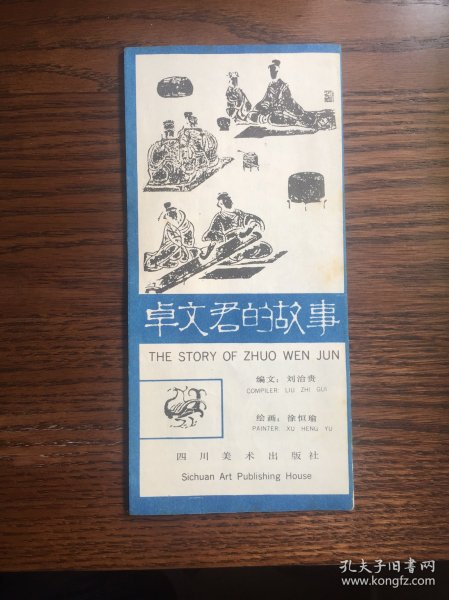 卓文君的故事
THE STORY OF ZHUO WEN JUN
编文：刘治贵
COMPILER LIU ZHI GUI
绘画：徐恒瑜
PAINTER XU HENG YU
四川美术出版社
Sichuan Art Publishing House
孔夫子旧书网
www.kongfz.com